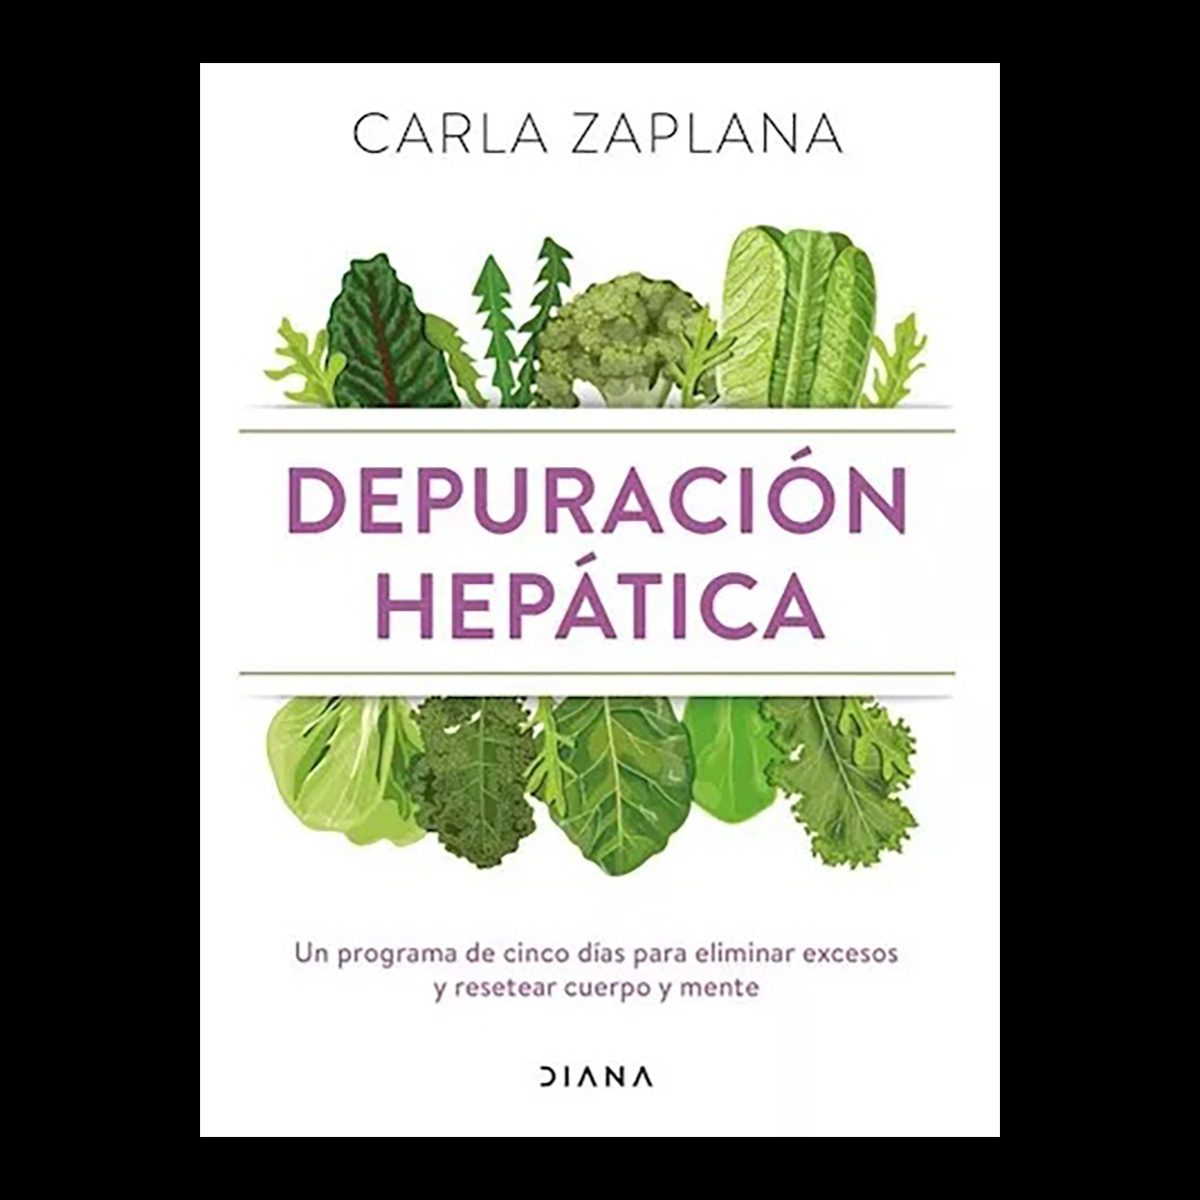 CARLA ZAPLANA
DEPURACIÓN
HEPÁTICA
Un programa de cinco días para eliminar excesos
y resetear cuerpo y mente
DIANA